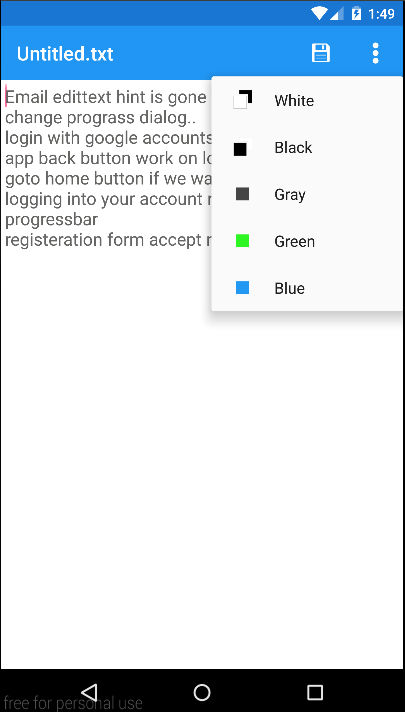 1:49
Untitled.txt
Email edittext hint is gone
change prograss dialog..
login with google accounts
app back button work on
goto home button if we
logging into your account
progressbar
registeration form accept
White
Black
Gray
Green
Blue
free for personal use